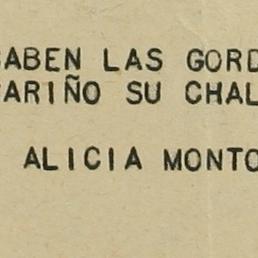 SABEN LAS GORD
CARIÑO SU CHAL
ALICIA MONTO